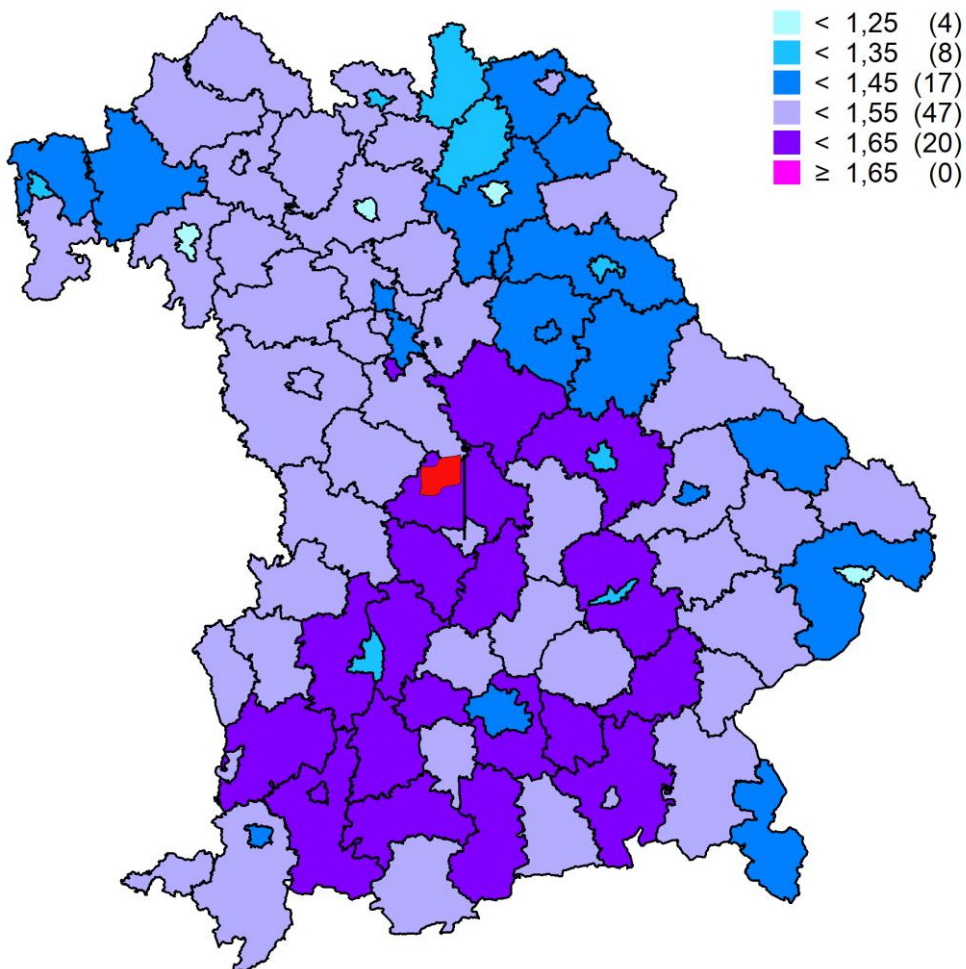 < 1,25 (4)
< 1,35 (8)
< 1,45 (17)
< 1,55 (47)
< 1,65 (20)
≥ 1,65 (0)